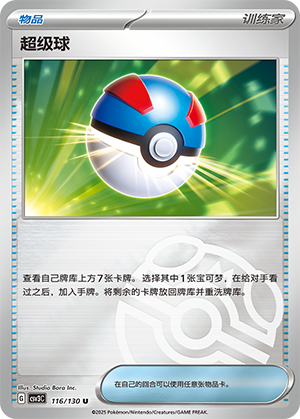 物品
训练家
超级球
查看自己牌库上方7张卡牌。选择其中1张宝可梦，在给对手看
过之后，加入手牌。将剩余的卡牌放回牌库并重洗牌库。
Illus. Studio Bora Inc.
G CSV3C 116/130 U
在自己的回合可以使用任意张物品卡。
©2025 Pokémon/Nintendo/Creatures/GAME FREAK.